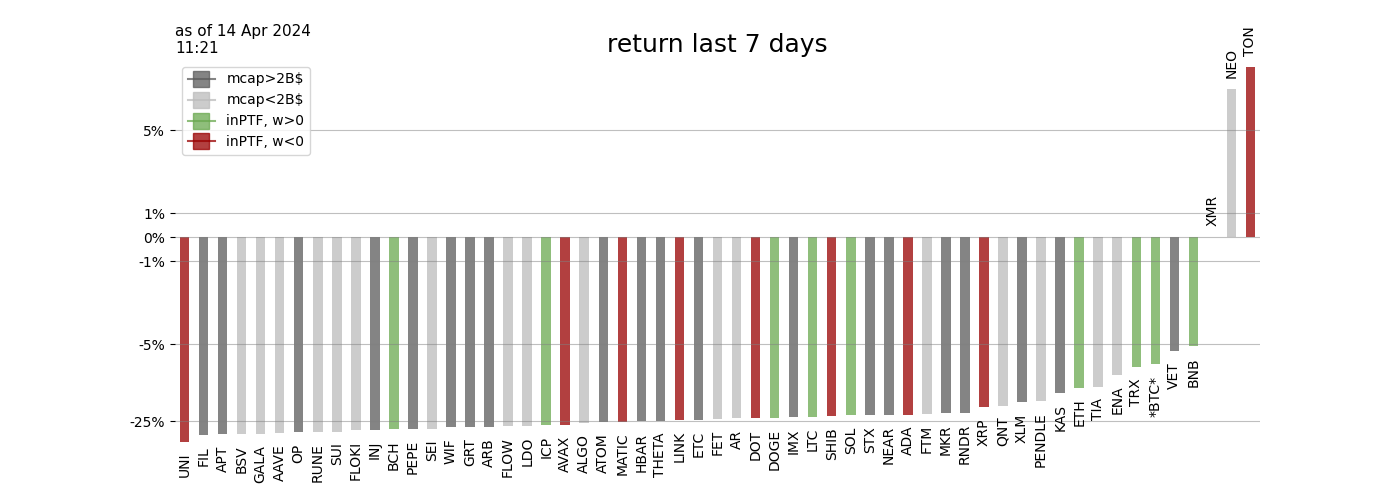 as of 14 Apr 2024
11:21
return last 7 days
mcap>2B$
mcap<2B$
inPTF, w>0
inPTF, w<0
5%
1%
0%
-1%
-5%
-25%
UNI
FIL
APT
BSV
GALA
AAVE
OP
RUNE
SUI
FLOKI
INJ
BCH
PEPE
SEI
WIF
GRT
ARB
FLOW
LDO
ICP
AVAX
ALGO
ATOM
MATIC
HBAR
THETA
LINK
ETC
FET
AR
DOT
DOGE
IMX
LTC
SHIB
SOL
STX
NEAR
ADA
FTM
MKR
RNDR
XRP
QNT
XLM
PENDLE
KAS
ETH
TIA
ENA
TRX
*BTC*
VET
BNB
XMR
NEO
TON